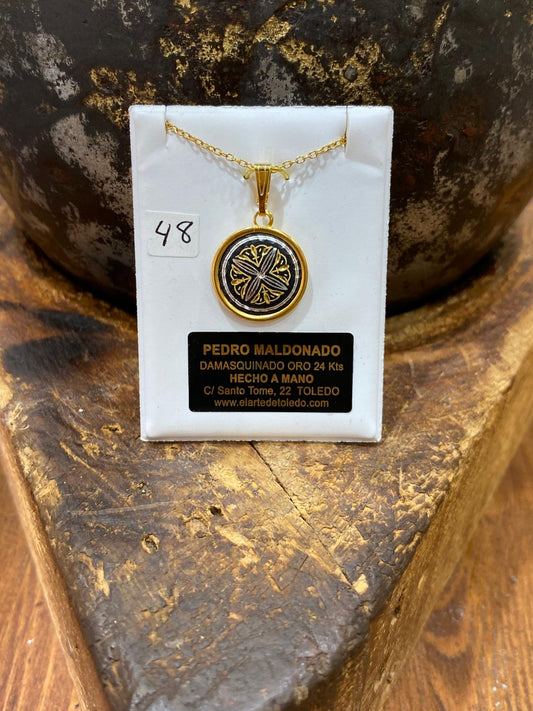 48
PEDRO MALDONADO
DAMASQUINADO ORO 24 Kts
HECHO A MANO
C/ Santo Tome, 22 TOLEDO
www.elartedetoledo.com